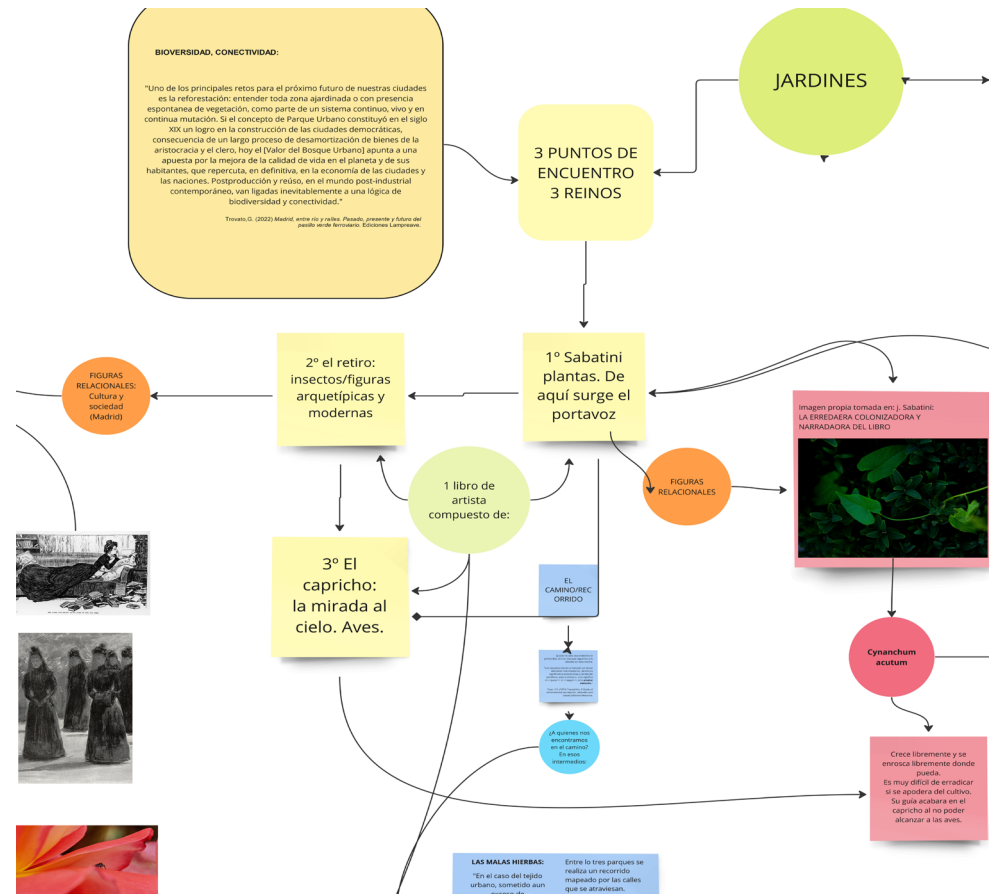 BIOVERSIDAD, CONECTIVIDAD:
"Uno de los principales retos para el próximo futuro de nuestras ciudades
es la reforestación: entender toda zona ajardinada o con presencia
espontanea de vegetación, como parte de un sistema continuo, vivo y en
continua mutación. Si el concepto de Parque Urbano constituyó en el siglo
XIX un logro en la construcción de las ciudades democráticas,
consecuencia de un largo proceso de desamortización de bienes de la
aristocracia y el clero, hoy el [Valor del Bosque Urbano] apunta a una
apuesta por la mejora de la calidad de vida en el planeta y de sus
habitantes, que repercuta, en definitiva, en la economía de las ciudades y
las naciones. Postproducción y reúso, en el mundo post-industrial
contemporáneo, van ligadas inevitablemente a una lógica de
biodiversidad y conectividad."
Trovato,G. (2022) Madrid, entre río y raíles. Pasado, presente y futuro del
pasillo verde ferroviario. Ediciones Lampreave.
JARDINES
3 PUNTOS DE
ENCUENTRO
3 REINOS
FIGURAS
RELACIONALES:
Cultura y
sociedad
(Madrid)
2º el retiro:
insectos/figuras
arquetípicas y
modernas
1º Sabatini
plantas. De
aquí surge el
portavoz
Imagen propia tomada en: j. Sabatini:
LA ERREDAERA COLONIZADORA Y
NARRADAORA DEL LIBRO
1 libro de
artista
compuesto de:
FIGURAS
RELACIONALES
3º El
capricho:
la mirada al
cielo. Aves.
EL
CAMINO/REC
ORRIDO
¿A quienes nos
encontramos
en el camino?
En esos
intermedios:
Cynanchum
acutum
Crece libremente y se
enrosca libremente donde
pueda.
Es muy difícil de erradicar
si se apodera del cultivo.
Su guía acabara en el
capricho al no poder
alcanzar a las aves.
LAS MALAS HIERBAS:
"En el caso del tejido
urbano, sometido aun
Entre lo tres parques se
realiza un recorrido
mapeado por las calles
que se atraviesan.